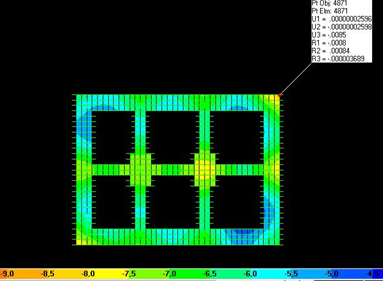 Pt Obj: 4871
Pt Elm: 4871
U1 = .00000002596
U2 = -.00000002598
U3 = -.0085
R1 = -.0008
R2 = .00084
R3 = -.000003689
-9,0 -8,5 -8,0 -7,5 -7,0 -6,5 -6,0 -5,5 -5,0